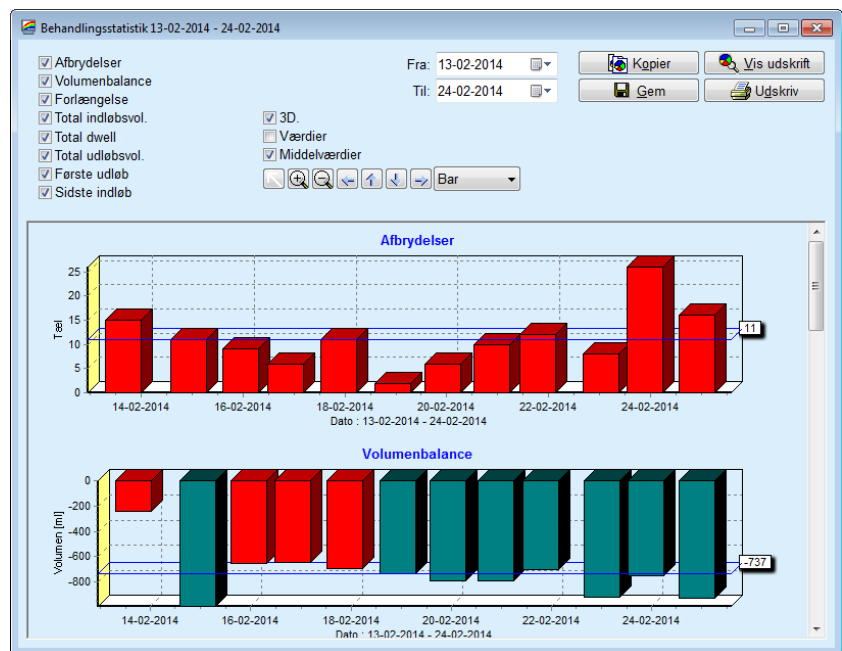 Behandlingsstatistik 13-02-2014 - 24-02-2014
Afbrydelser
Volumenbalance
Forlængelse
Total indløbsvol.
Total dwell
Total udløbsvol.
Første udløb
Sidste indløb
3D.
Værdier
Middelværdier
Bar
Fra: 13-02-2014
Til: 24-02-2014
Kopier
Vis udskrift
Gem
Udskriv
Afbrydelser
Tæl
25
20
15
10
5
0
11
14-02-2014 16-02-2014 18-02-2014 20-02-2014 22-02-2014 24-02-2014
Dato : 13-02-2014 - 24-02-2014
Volumenbalance
Volumen [ml]
0
-200
-400
-600
-800
-737
14-02-2014 16-02-2014 18-02-2014 20-02-2014 22-02-2014 24-02-2014
Dato : 13-02-2014 - 24-02-2014